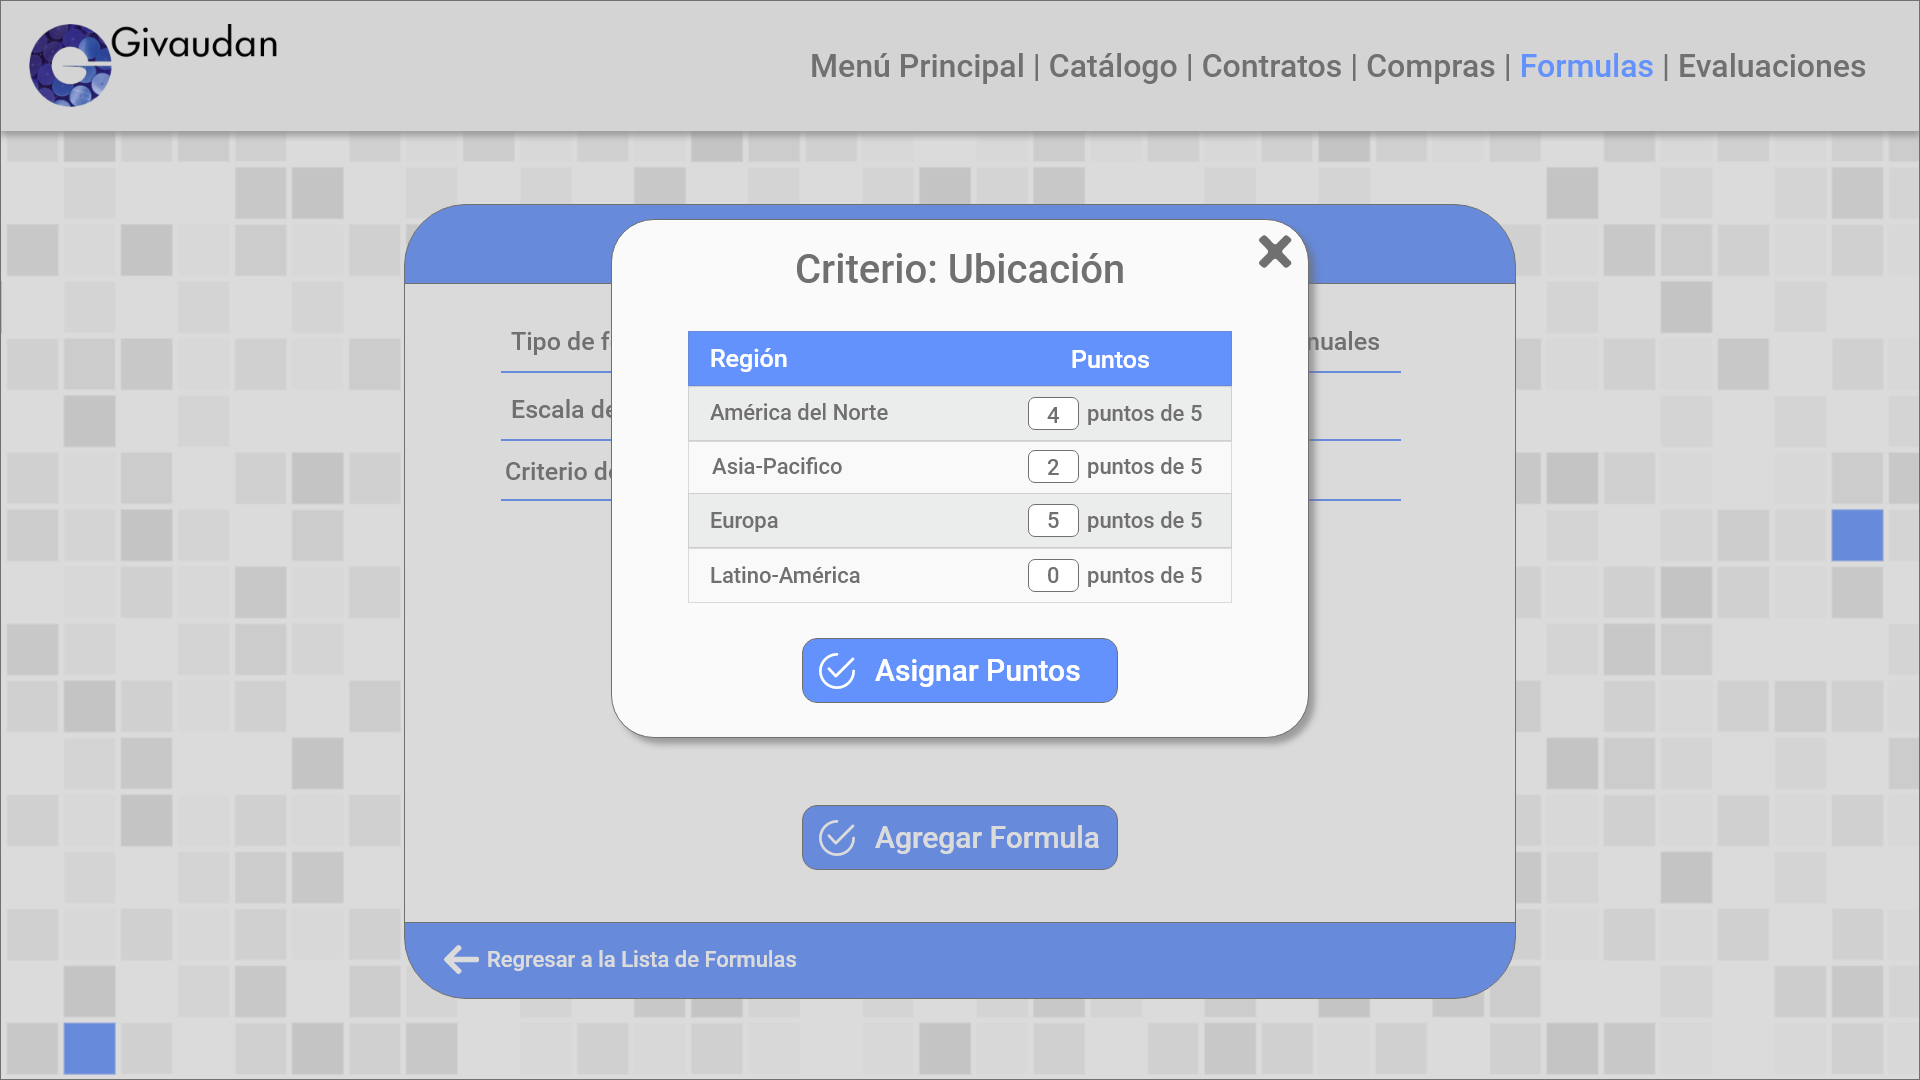 Givaudan
Menú Principal | Catálogo | Contratos | Compras | Formulas | Evaluaciones
Criterio: Ubicación
Tipo de
Escala
Criterio
Región Puntos
América del Norte 4 puntos de 5
Asia-Pacifico 2 puntos de 5
Europa 5 puntos de 5
Latino-América 0 puntos de 5
Asignar Puntos
Agregar Formula
Regresar a la Lista de Formulas